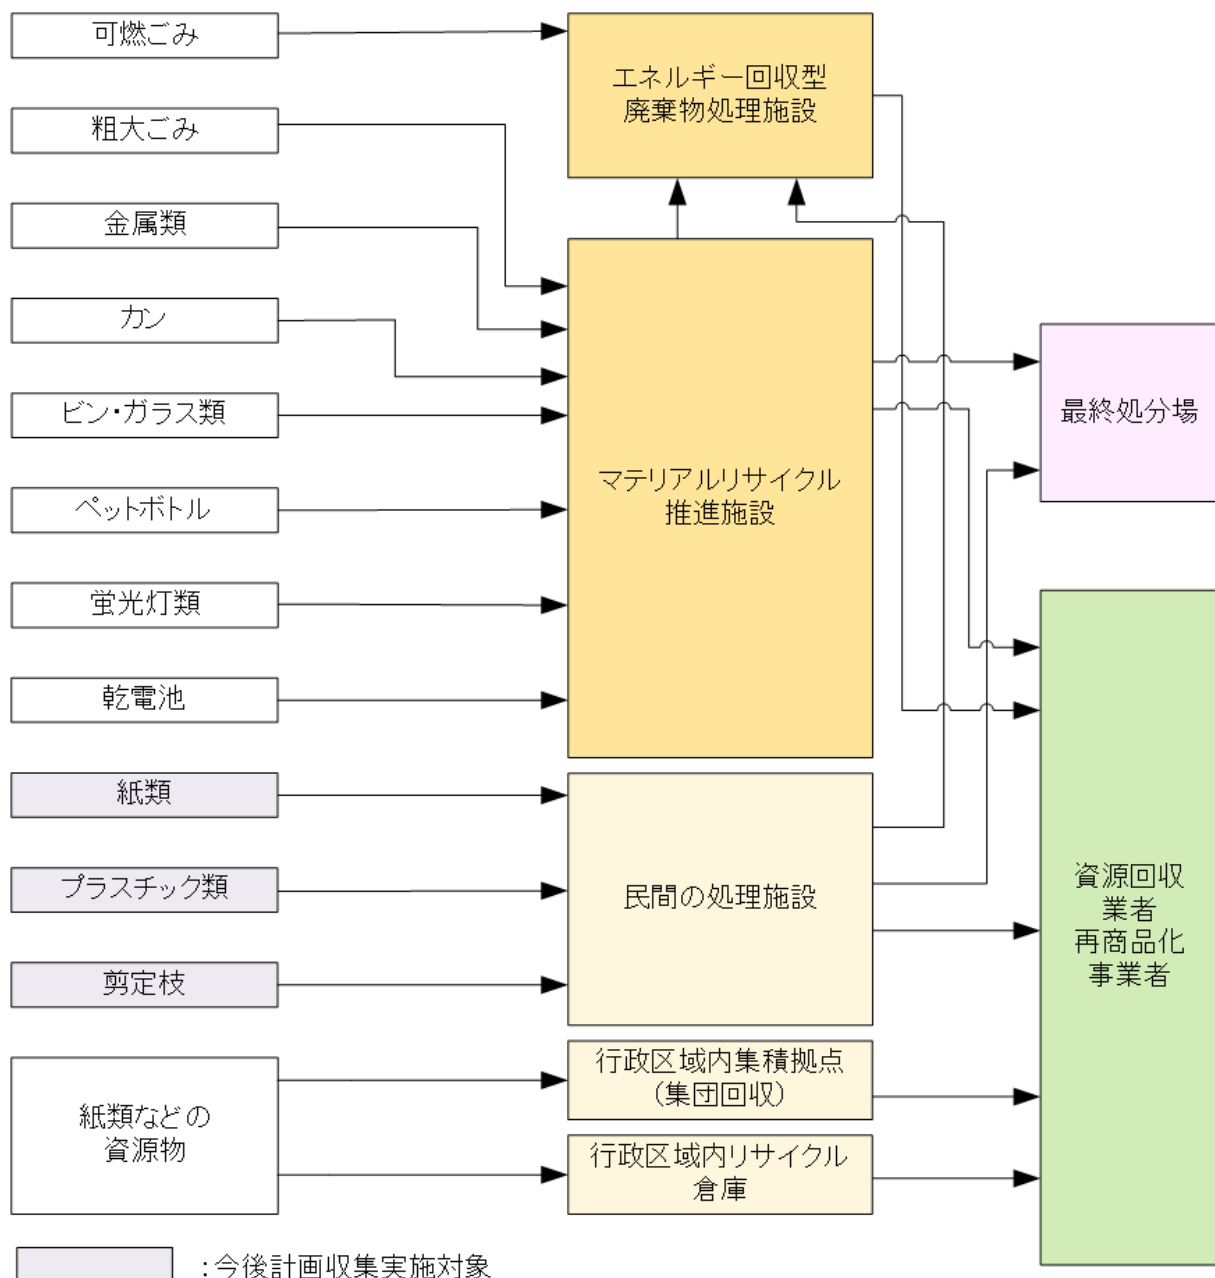 可燃ごみ
粗大ごみ
金属類
カン
ビン・ガラス類
ペットボトル
蛍光灯類
乾電池
紙類
プラスチック類
剪定枝
紙類などの
資源物
エネルギー回収型
廃棄物処理施設
マテリアルリサイクル
推進施設
民間の処理施設
行政区域内集積拠点
（集団回収）
行政区域内リサイクル
倉庫
最終処分場
資源回収
業者
再商品化
事業者
：今後計画収集実施対象